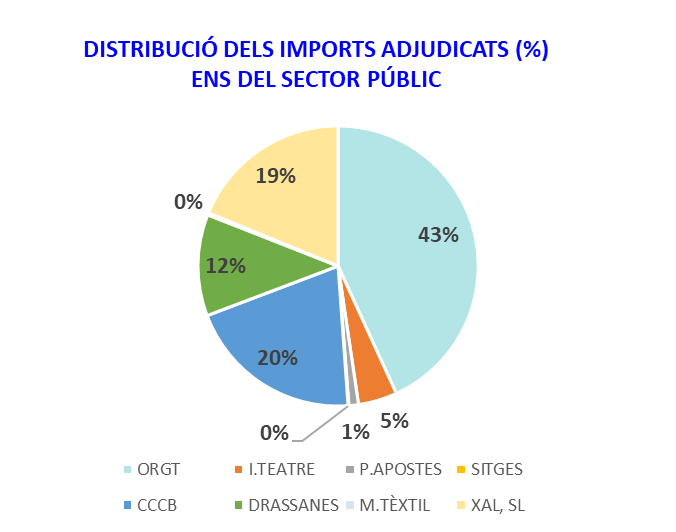 DISTRIBUCIÓ DELS IMPORTS ADJUDICATS (%)
ENS DEL SECTOR PÚBLIC
19%
0%
43%
12%
20%
0%
1%
5%
ORGT I.TEATRE P.APOSTES SITGES
CCCB DRASSANES M.TÈXTIL XAL, SL